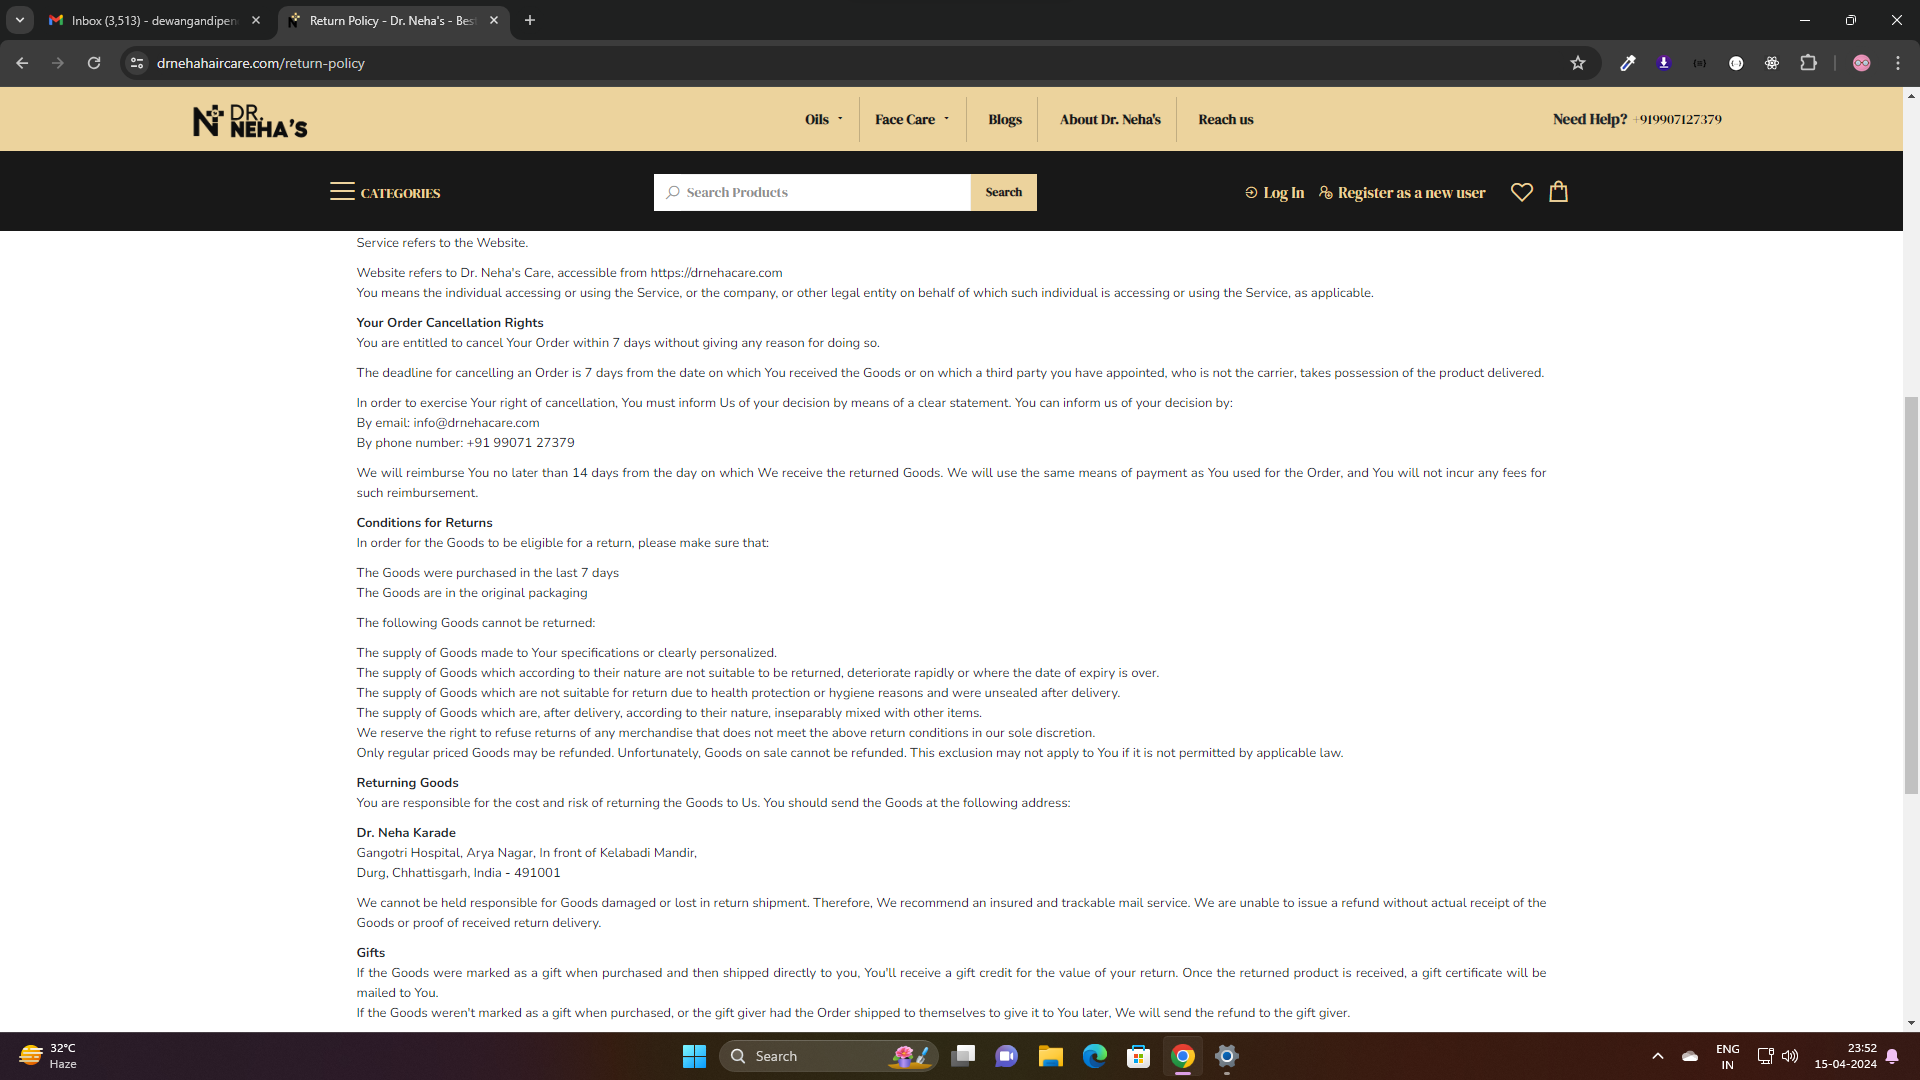 Inbox (3,513) - dewangandipen
Return Policy - Dr. Neha's - Bes
drnehahaircare.com/return-policy
DR.
NEHA'S
Oils
Face Care
Blogs
About Dr. Neha's
Reach us
Need Help? +919907127379
CATEGORIES
Search Products
Search
Log In
Register as a new user
Service refers to the Website.
Website refers to Dr. Neha's Care, accessible from https://drnehacare.com
You means the individual accessing or using the Service, or the company, or other legal entity on behalf of which such individual is accessing or using the Service, as applicable.
Your Order Cancellation Rights
You are entitled to cancel Your Order within 7 days without giving any reason for doing so.
The deadline for cancelling an Order is 7 days from the date on which You received the Goods or on which a third party you have appointed, who is not the carrier, takes possession of the product delivered.
In order to exercise Your right of cancellation, You must inform Us of your decision by means of a clear statement. You can inform us of your decision by:
By email: info@drnehacare.com
By phone number: +91 99071 27379
We will reimburse You no later than 14 days from the day on which We receive the returned Goods. We will use the same means of payment as You used for the Order, and You will not incur any fees for
such reimbursement.
Conditions for Returns
In order for the Goods to be eligible for a return, please make sure that:
The Goods were purchased in the last 7 days
The Goods are in the original packaging
The following Goods cannot be returned:
The supply of Goods made to Your specifications or clearly personalized.
The supply of Goods which according to their nature are not suitable to be returned, deteriorate rapidly or where the date of expiry is over.
The supply of Goods which are not suitable for return due to health protection or hygiene reasons and were unsealed after delivery.
The supply of Goods which are, after delivery, according to their nature, inseparably mixed with other items.
We reserve the right to refuse returns of any merchandise that does not meet the above return conditions in our sole discretion.
Only regular priced Goods may be refunded. Unfortunately, Goods on sale cannot be refunded. This exclusion may not apply to You if it is not permitted by applicable law.
Returning Goods
You are responsible for the cost and risk of returning the Goods to Us. You should send the Goods at the following address:
Dr. Neha Karade
Gangotri Hospital, Arya Nagar, In front of Kelabadi Mandir,
Durg, Chhattisgarh, India - 491001
We cannot be held responsible for Goods damaged or lost in return shipment. Therefore, We recommend an insured and trackable mail service. We are unable to issue a refund without actual receipt of the
Goods or proof of received return delivery.
Gifts
If the Goods were marked as a gift when purchased and then shipped directly to you, You'll receive a gift credit for the value of your return. Once the returned product is received, a gift certificate will be
mailed to You.
If the Goods weren't marked as a gift when purchased, or the gift giver had the Order shipped to themselves to give it to You later, We will send the refund to the gift giver.
32°C
Haze
Search
ENG
IN
23:52
15-04-2024